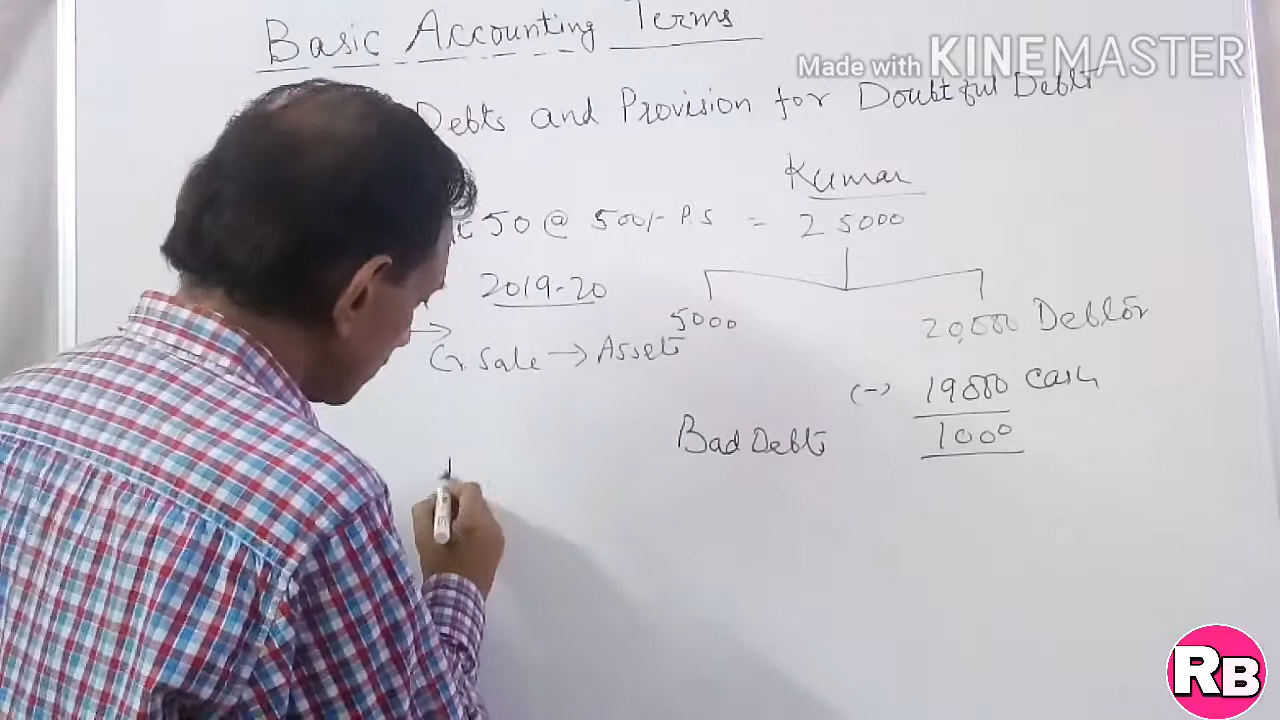 Basic Accounting Terms
Made with KINEMASTER
Debts and Provision for Doubtful Debts
Kumar
50 @ 500/- P.S = 25000
2019-20
5000
20,000 Debtor
Cr. Sale → Assets
(-) 19000 Cash
Bad Debts 1000
RB